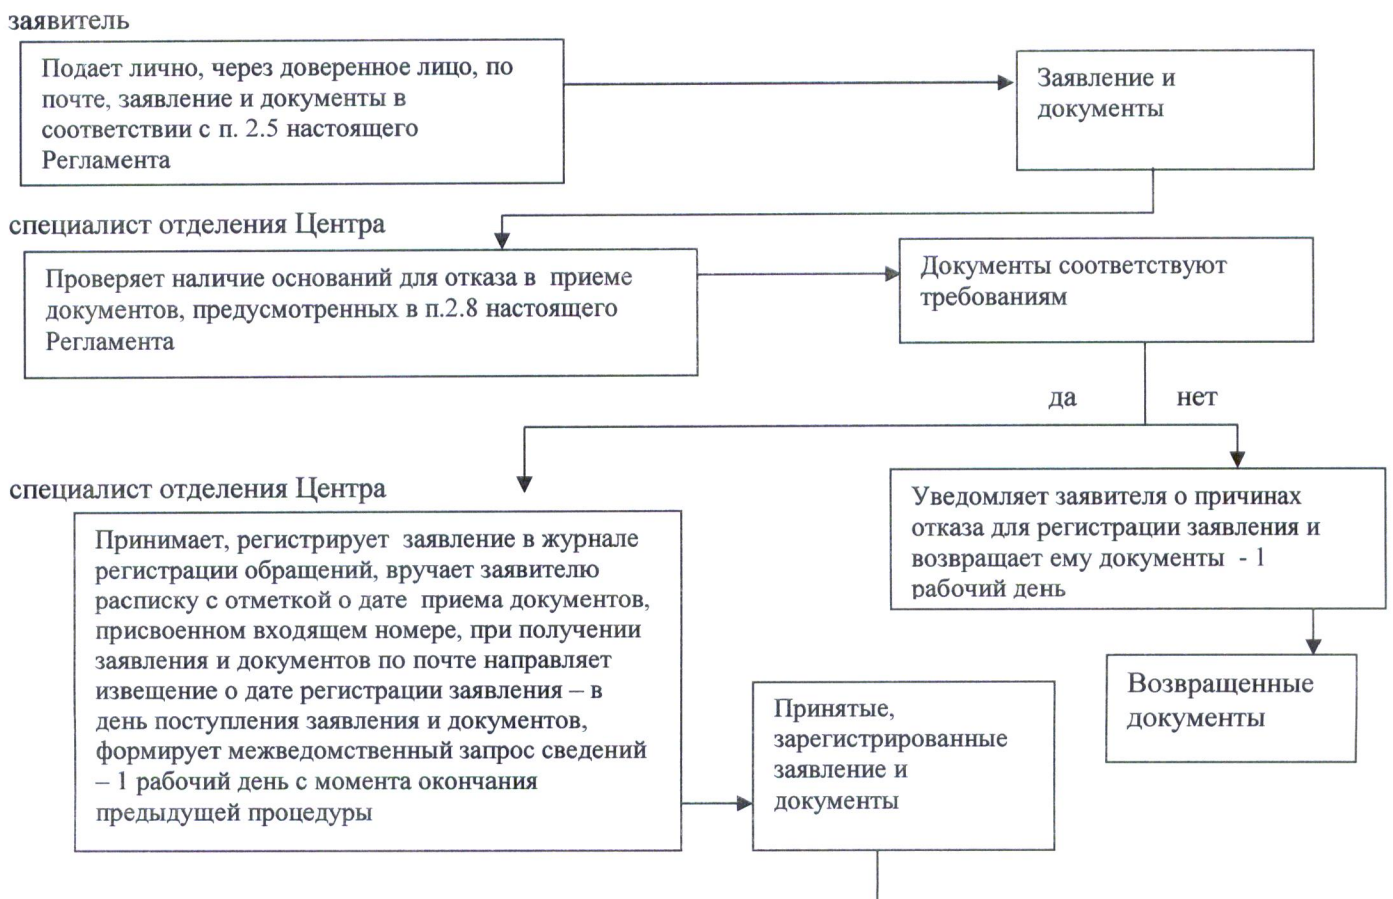 заявитель
Подает лично, через доверенное лицо, по
почте, заявление и документы в
соответствии с п. 2.5 настоящего
Регламента
Заявление и
документы
специалист отделения Центра
Проверяет наличие оснований для отказа в приеме
документов, предусмотренных в п.2.8 настоящего
Регламента
Документы соответствуют
требованиям
да нет
специалист отделения Центра
Принимает, регистрирует заявление в журнале
регистрации обращений, вручает заявителю
расписку с отметкой о дате приема документов,
присвоенном входящем номере, при получении
заявления и документов по почте направляет
извещение о дате регистрации заявления – в
день поступления заявления и документов,
формирует межведомственный запрос сведений
– 1 рабочий день с момента окончания
предыдущей процедуры
Уведомляет заявителя о причинах
отказа для регистрации заявления и
возвращает ему документы - 1
рабочий день
Возвращенные
документы
Принятые,
зарегистрированные
заявление и
документы